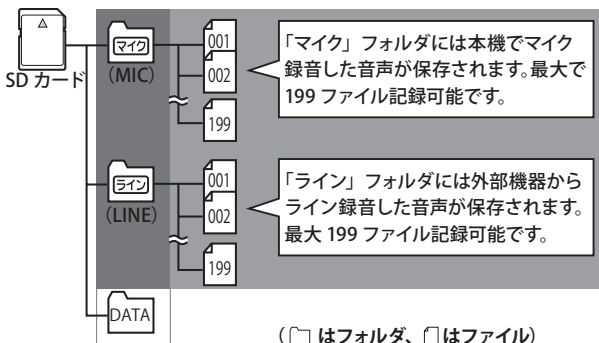 SD カード
マイク
(MIC)
001
002
199
「マイク」フォルダには本機でマイク
録音した音声が保存されます。最大で
199 ファイル記録可能です。
ライン
(LINE)
001
002
199
「ライン」フォルダには外部機器から
ライン録音した音声が保存されます。
最大 199 ファイル記録可能です。
DATA
( はフォルダ、 はファイル)